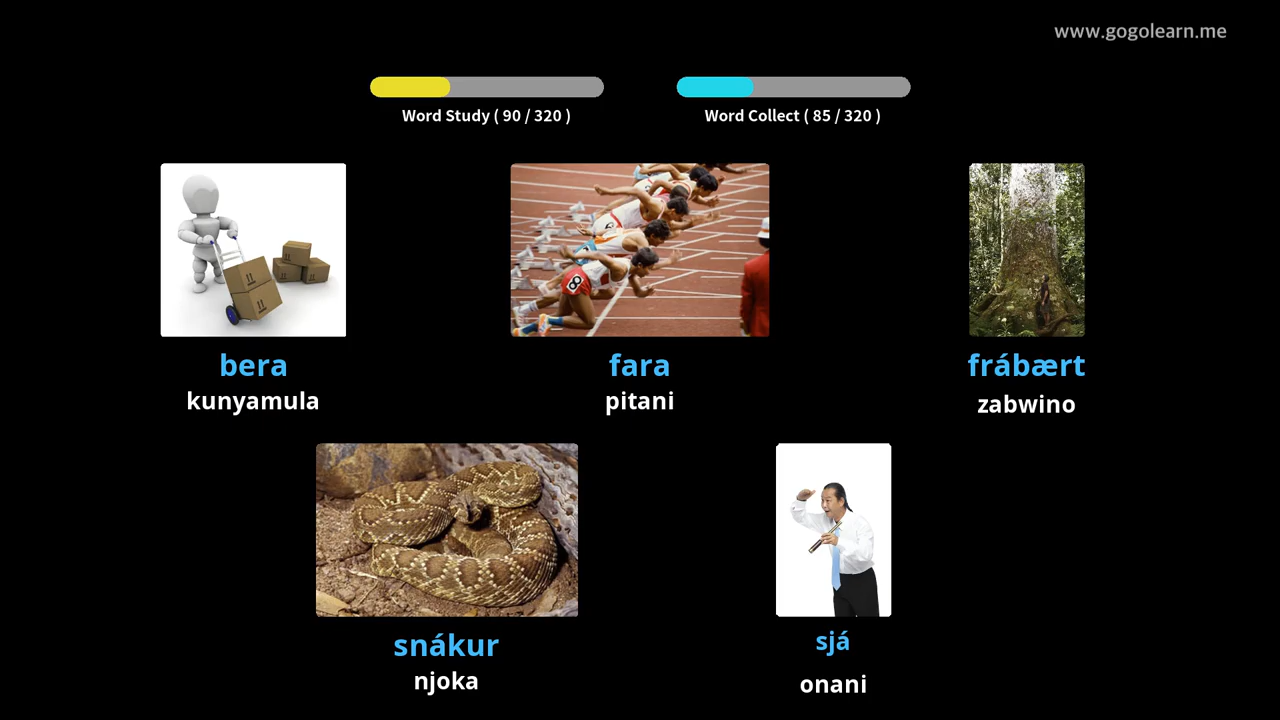 www.gogolearn.me
Word Study ( 90 / 320 )
Word Collect ( 85 / 320 )
bera
kunyamula
fara
pitani
frábært
zabwino
8
snákur
njoka
sjá
onani